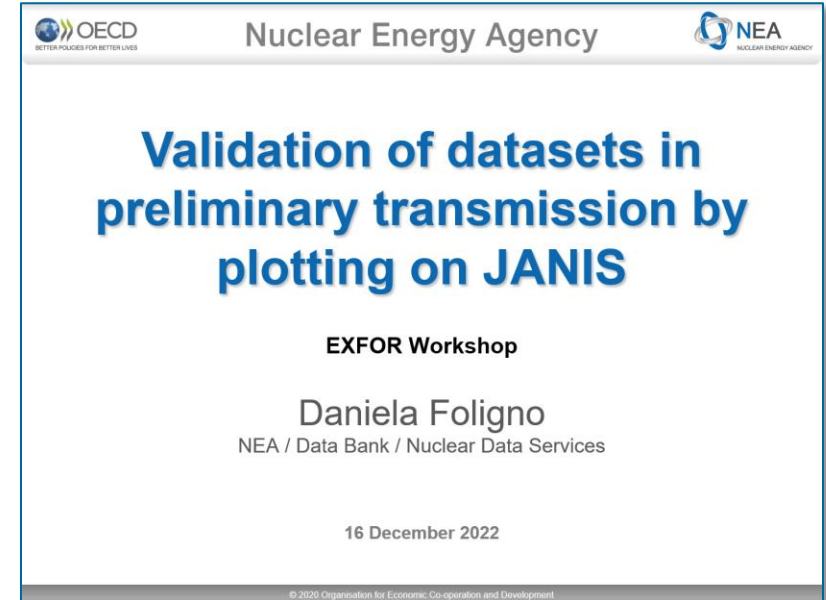 OECD
BETTER POLICIES FOR BETTER LIVES
Nuclear Energy Agency
NEA
NUCLEAR ENERGY AGENCY
Validation of datasets in
preliminary transmission by
plotting on JANIS
EXFOR Workshop
Daniela Foligno
NEA / Data Bank / Nuclear Data Services
16 December 2022
© 2020 Organisation for Economic Co-operation and Development